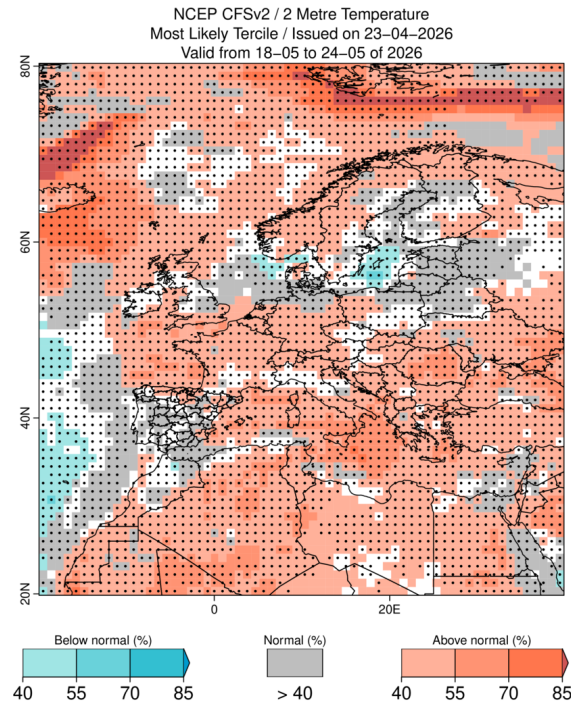 NCEP CFSv2 / 2 Metre Temperature
Most Likely Tercile / Issued on 23−04−2026
Valid from 18−05 to 24−05 of 2026
80N
60N
40N
20N
0 20E
Below normal (%) Normal (%) Above normal (%)
40 55 70 85 > 40 40 55 70 85